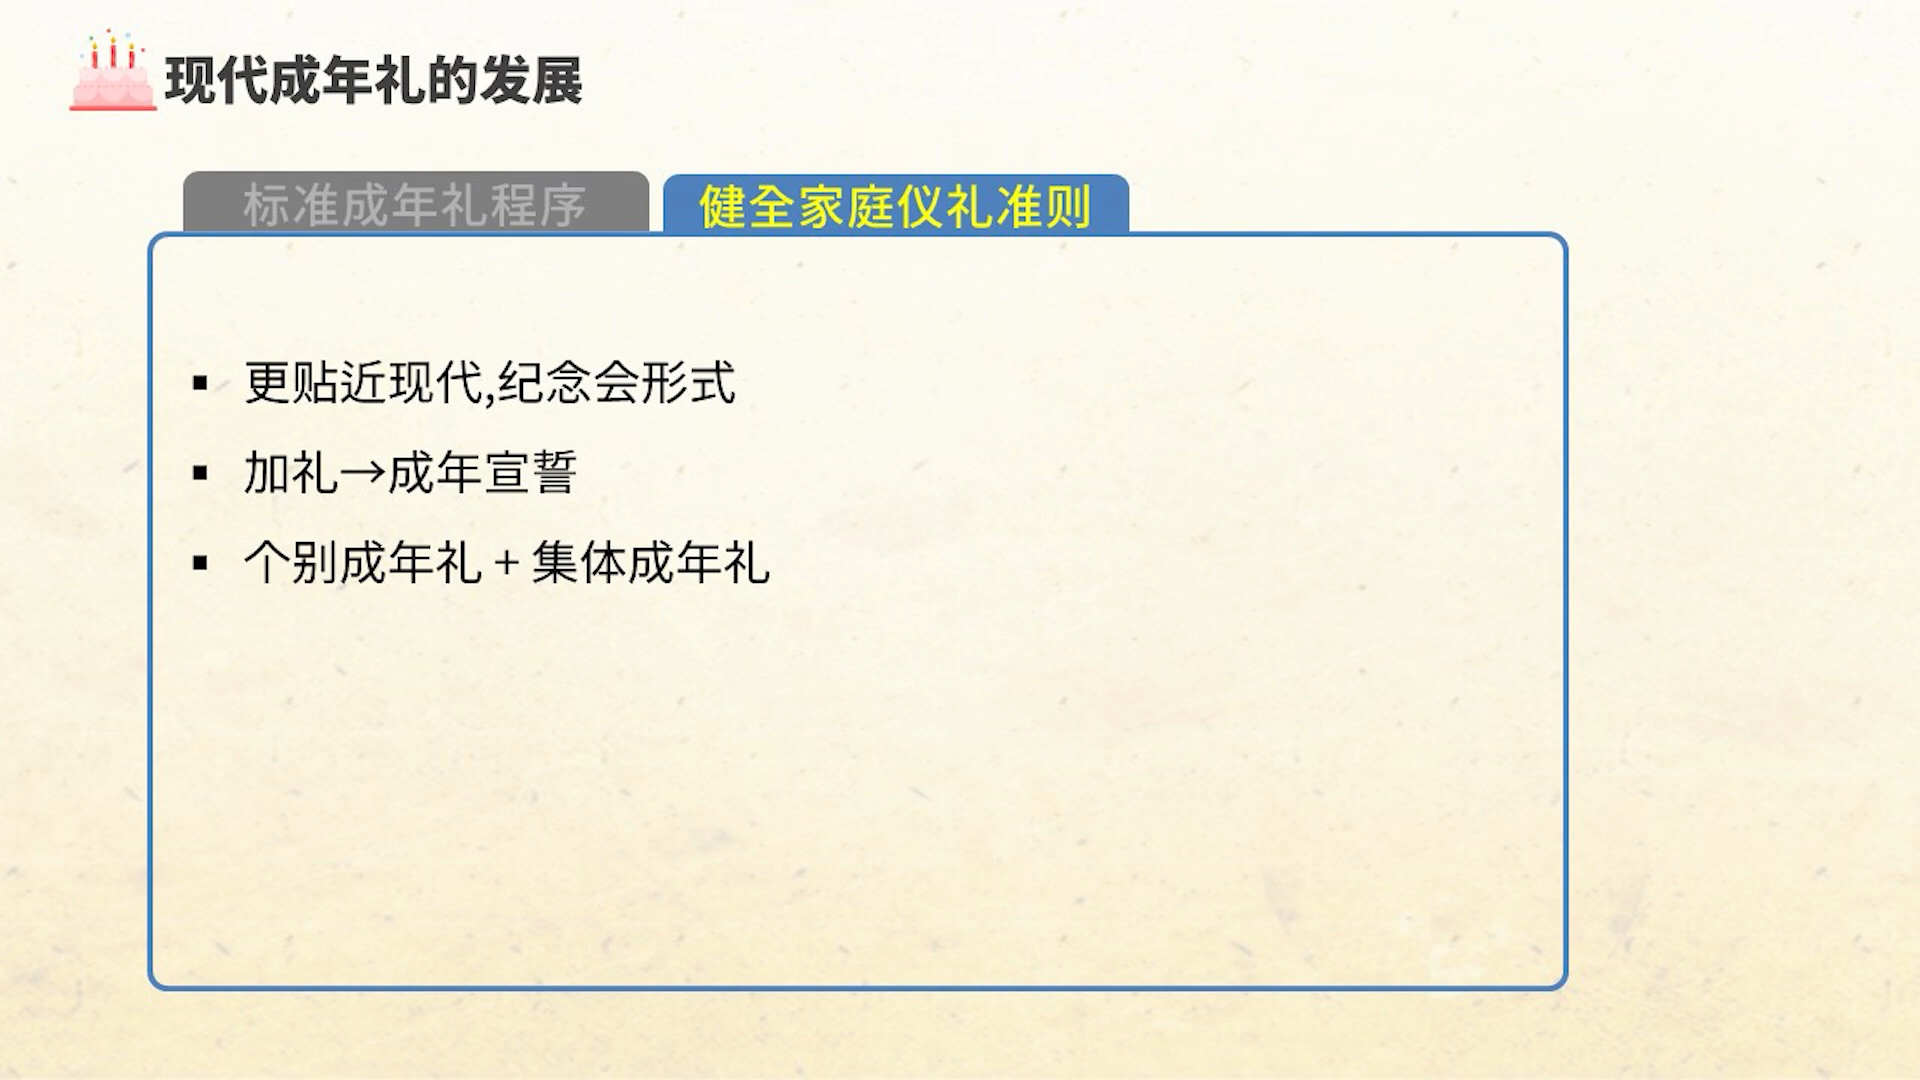 现代成年礼的发展
标准成年礼程序
健全家庭仪礼准则
▪ 更贴近现代,纪念会形式
▪ 加礼→成年宣誓
▪ 个别成年礼 + 集体成年礼